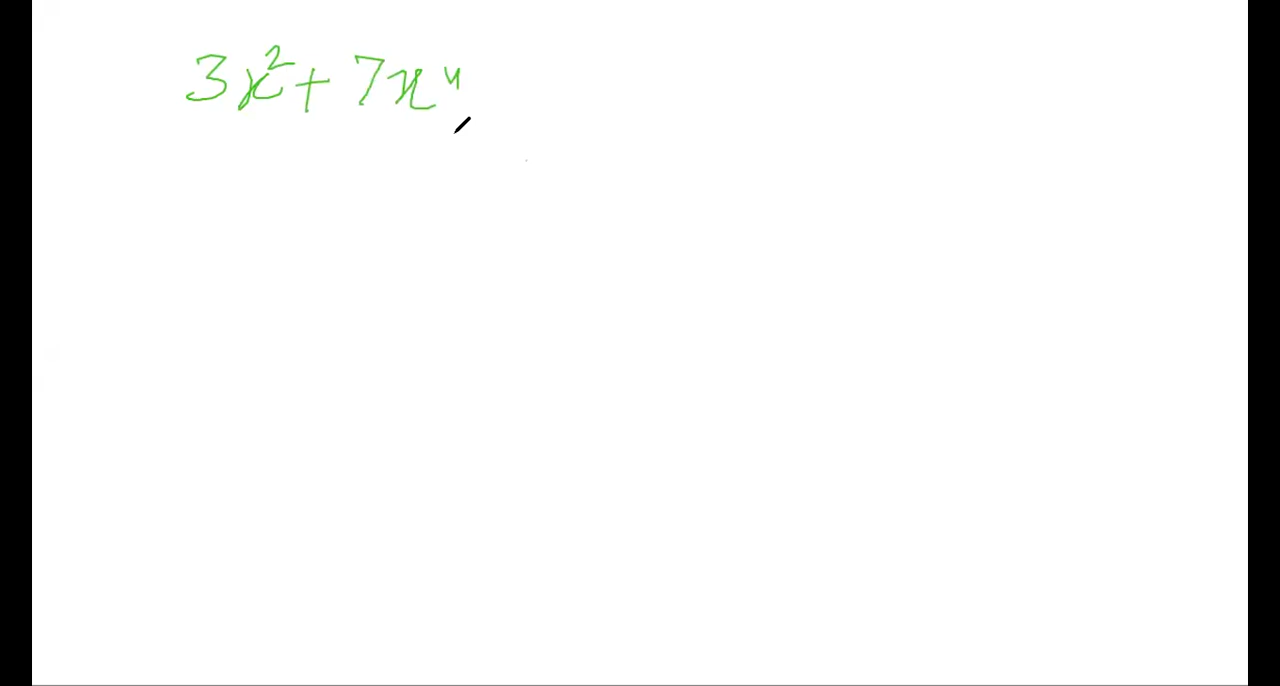 3x² + 7x⁴